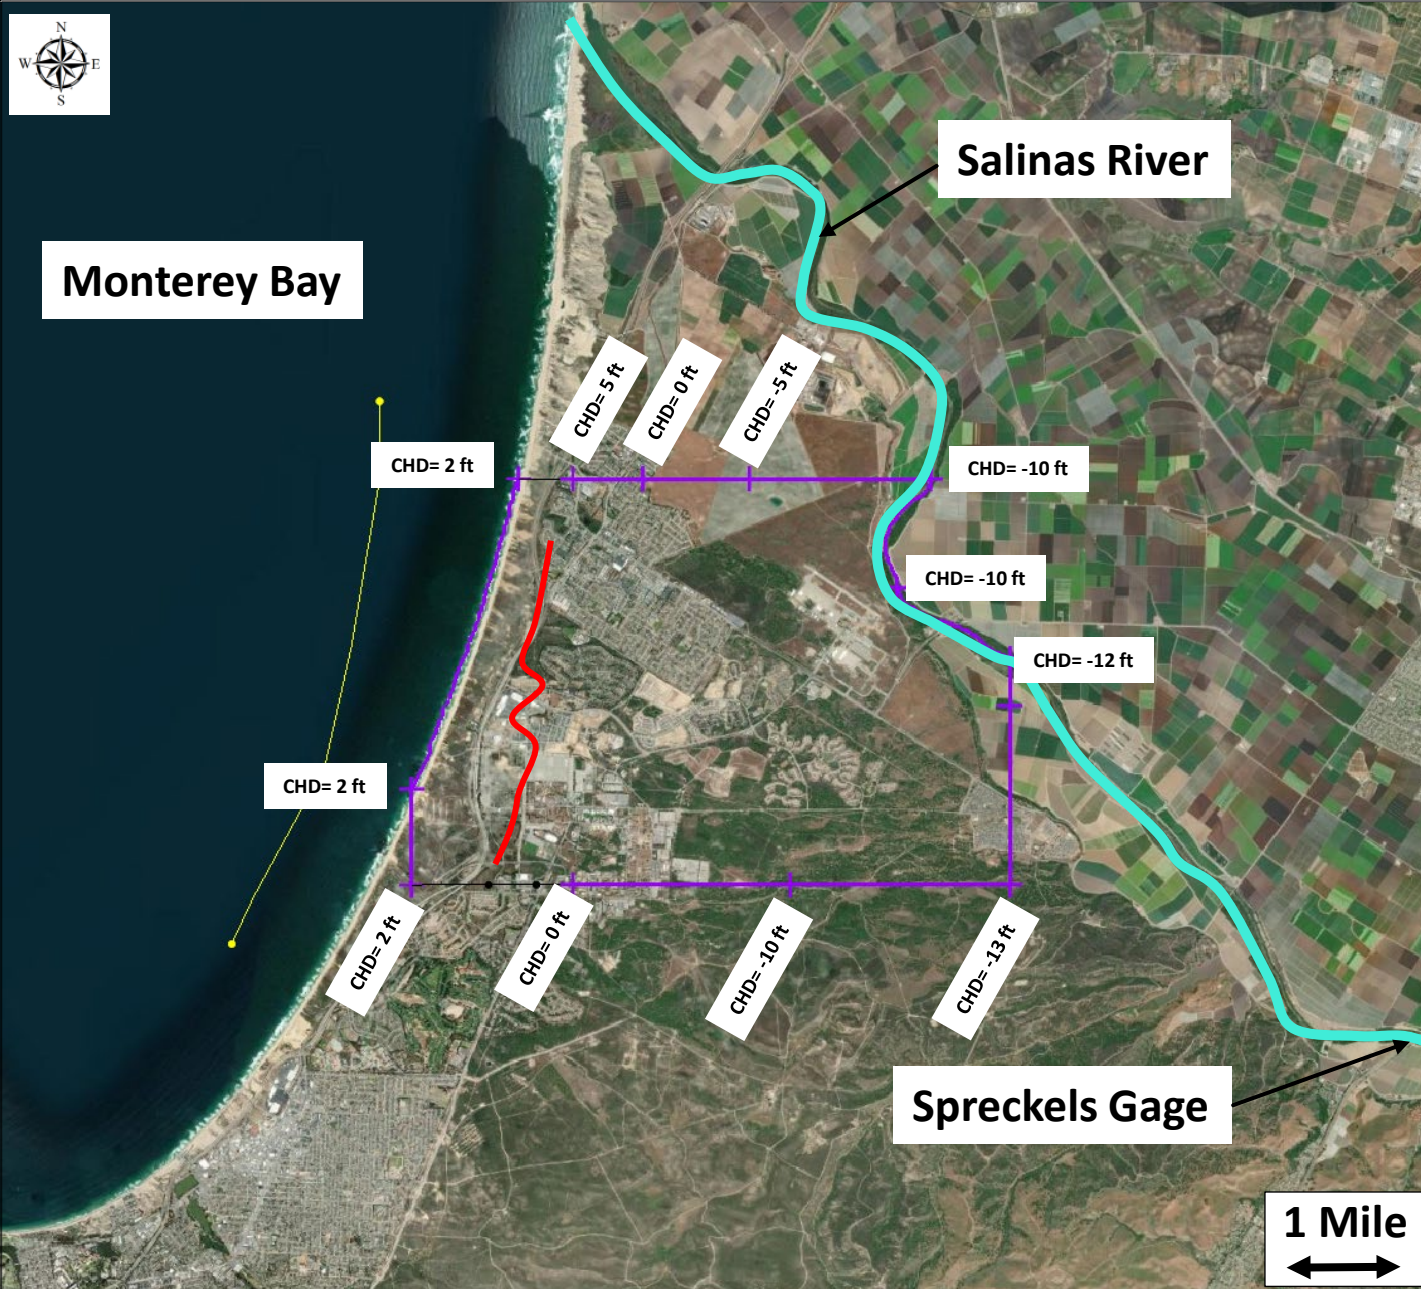 N
W E
S
Salinas River
Monterey Bay
CHD= 5 ft
CHD= 0 ft
CHD= -5 ft
CHD= 2 ft
CHD= -10 ft
CHD= -10 ft
CHD= -12 ft
CHD= 2 ft
CHD= 2 ft
CHD= 0 ft
CHD= -10 ft
CHD= -13 ft
Spreckels Gage
1 Mile